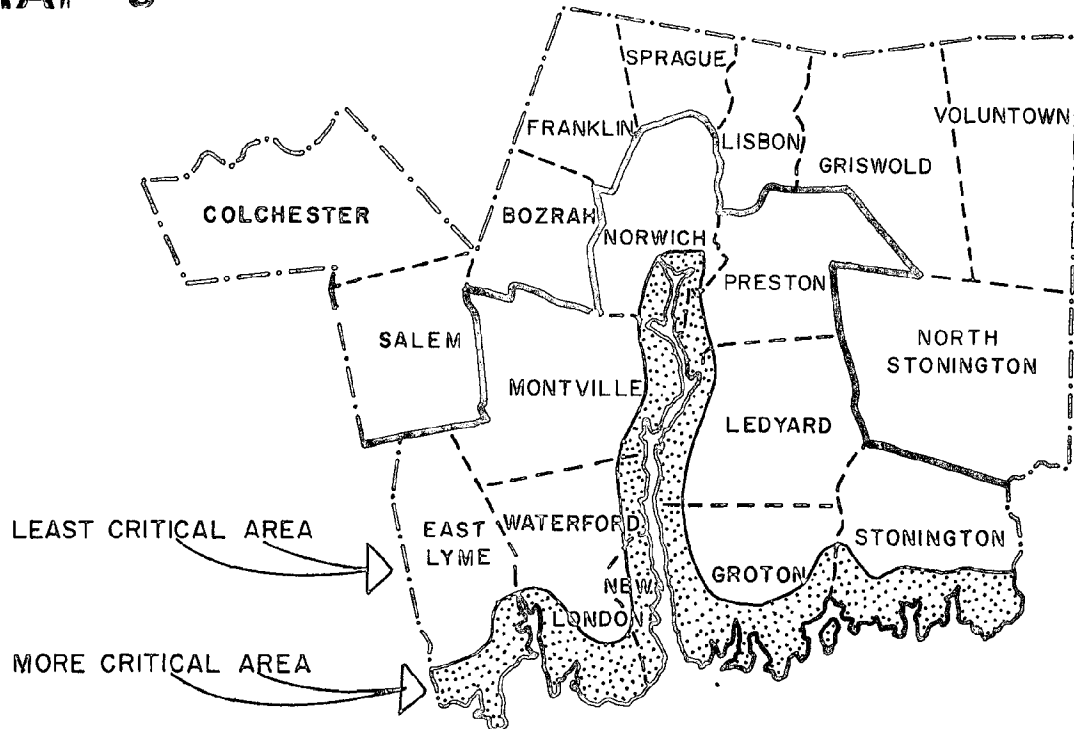 SPRAGUE
VOLUNTOWN
FRANKLIN
LISBON
GRISWOLD
COLCHESTER
BOZRAH
NORWICH
PRESTON
SALEM
NORTH
STONINGTON
MONTVILLE
LEDYARD
LEAST CRITICAL AREA
EAST
LYME
WATERFORD
STONINGTON
GROTON
NEW
LONDON
MORE CRITICAL AREA